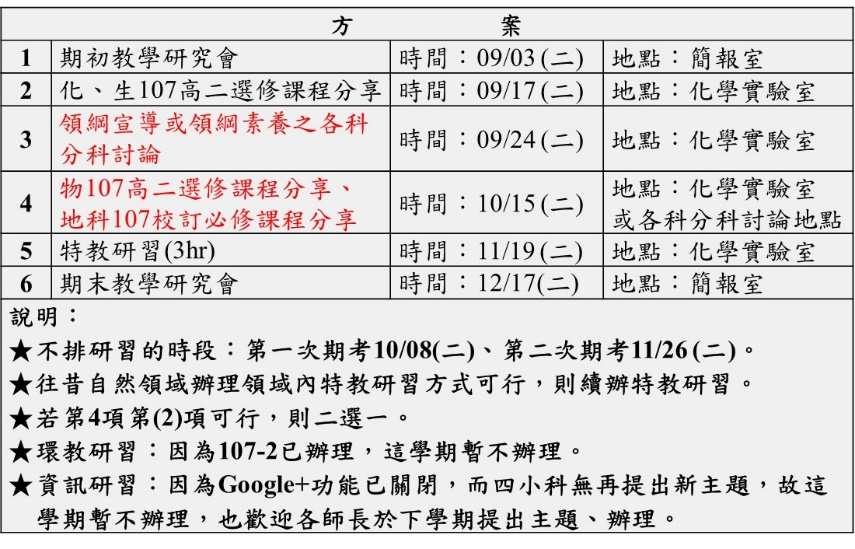 方 案
1 期初教學研究會 時間：09/03(二) 地點：簡報室
2 化、生107高二選修課程分享 時間：09/17(二) 地點：化學實驗室
3 領綱宣導或領綱素養之各科
分科討論 時間：09/24(二) 地點：化學實驗室
4 物107高二選修課程分享、
地科107校訂必修課程分享 時間：10/15(二) 地點：化學實驗室
或各科分科討論地點
5 特教研習(3hr) 時間：11/19(二) 地點：化學實驗室
6 期末教學研究會 時間：12/17(二) 地點：簡報室
說明：
★不排研習的時段：第一次期考10/08(二)、第二次期考11/26(二)。
★往昔自然領域辦理領域內特教研習方式可行，則續辦特教研習。
★若第4項第(2)項可行，則二選一。
★環教研習：因為107-2已辦理，這學期暫不辦理。
★資訊研習：因為Google+功能已關閉，而四小科無再提出新主題，故這
學期暫不辦理，也歡迎各師長於下學期提出主題、辦理。